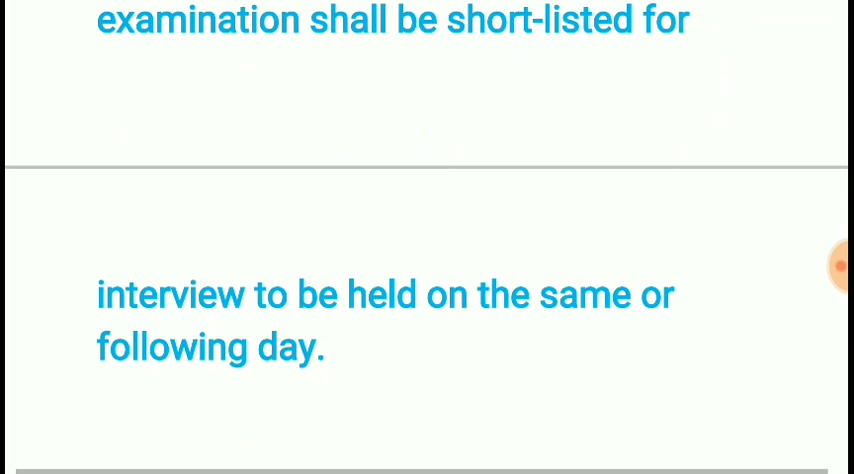 examination shall be short-listed for
interview to be held on the same or
following day.